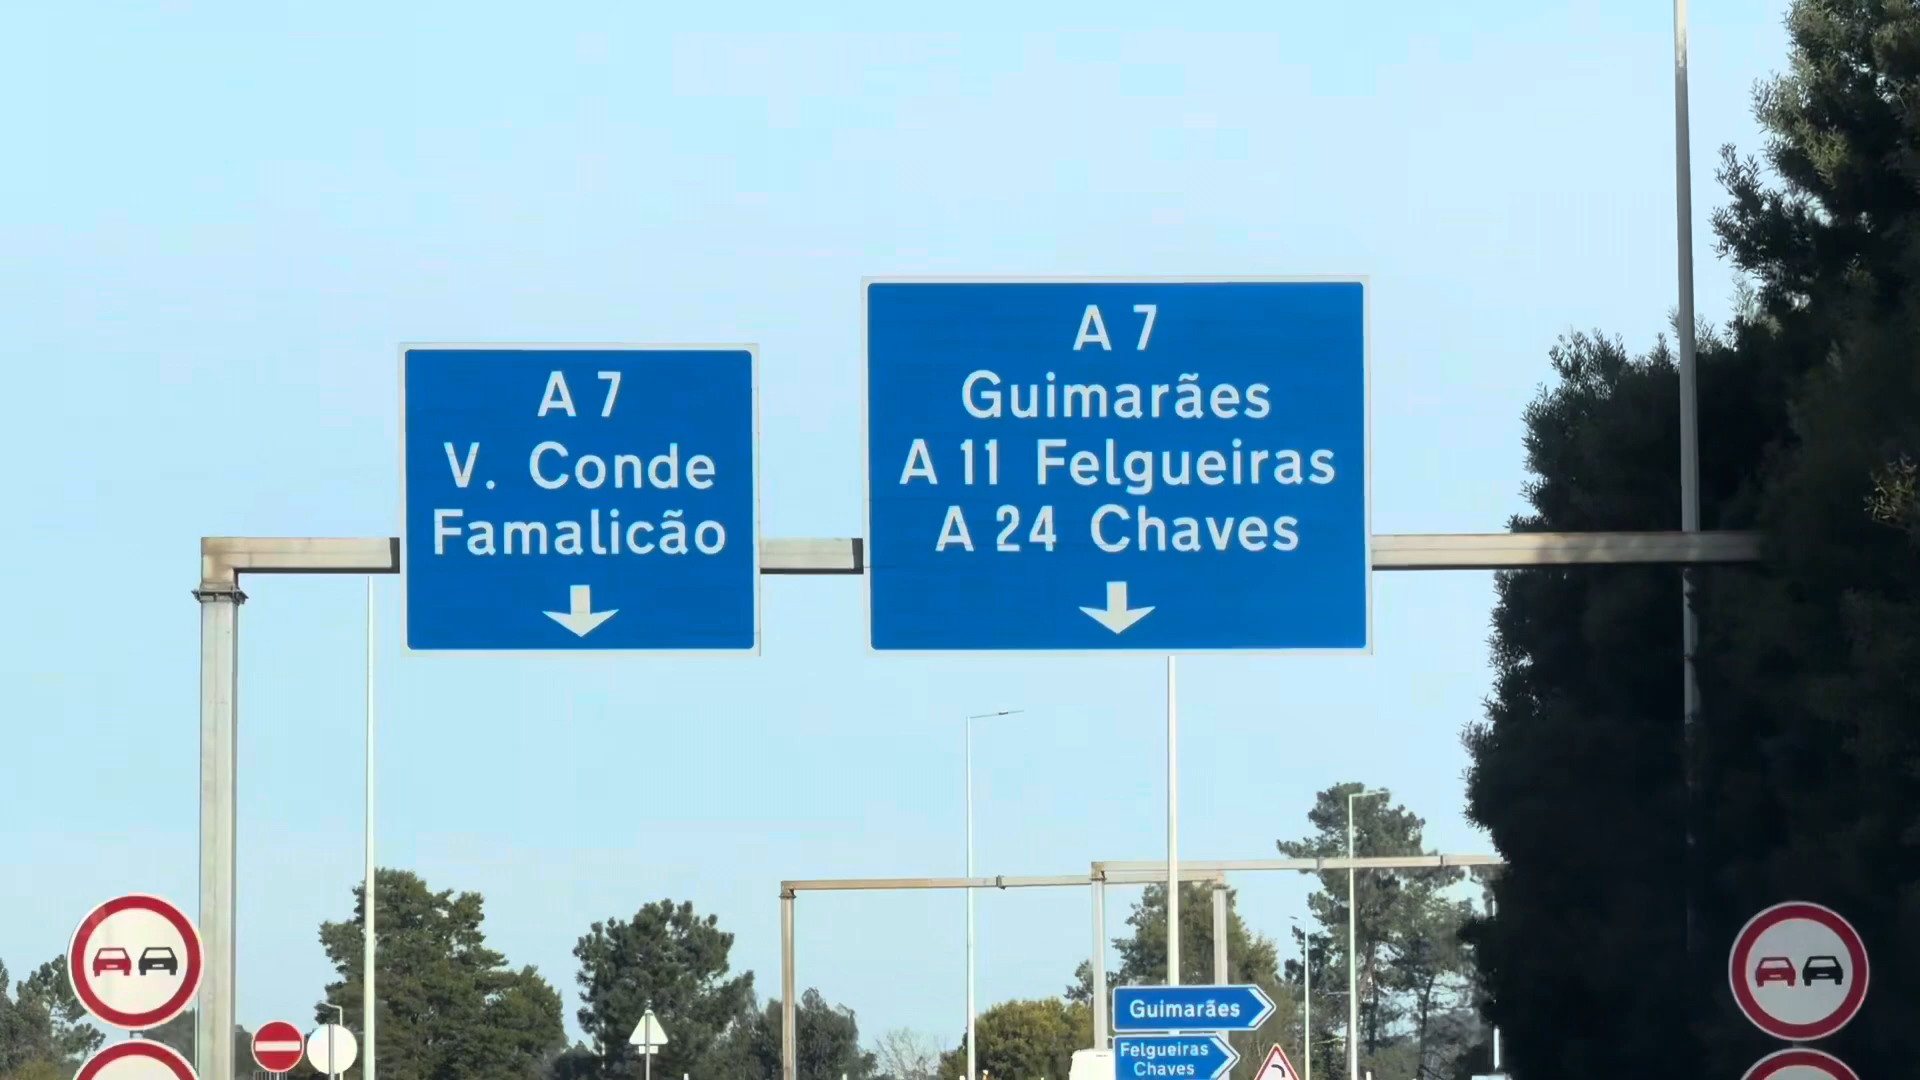 A 7
V. Conde
Famalicão
A 7
Guimarães
A 11 Felgueiras
A 24 Chaves
Guimarães
Felgueiras
Chaves